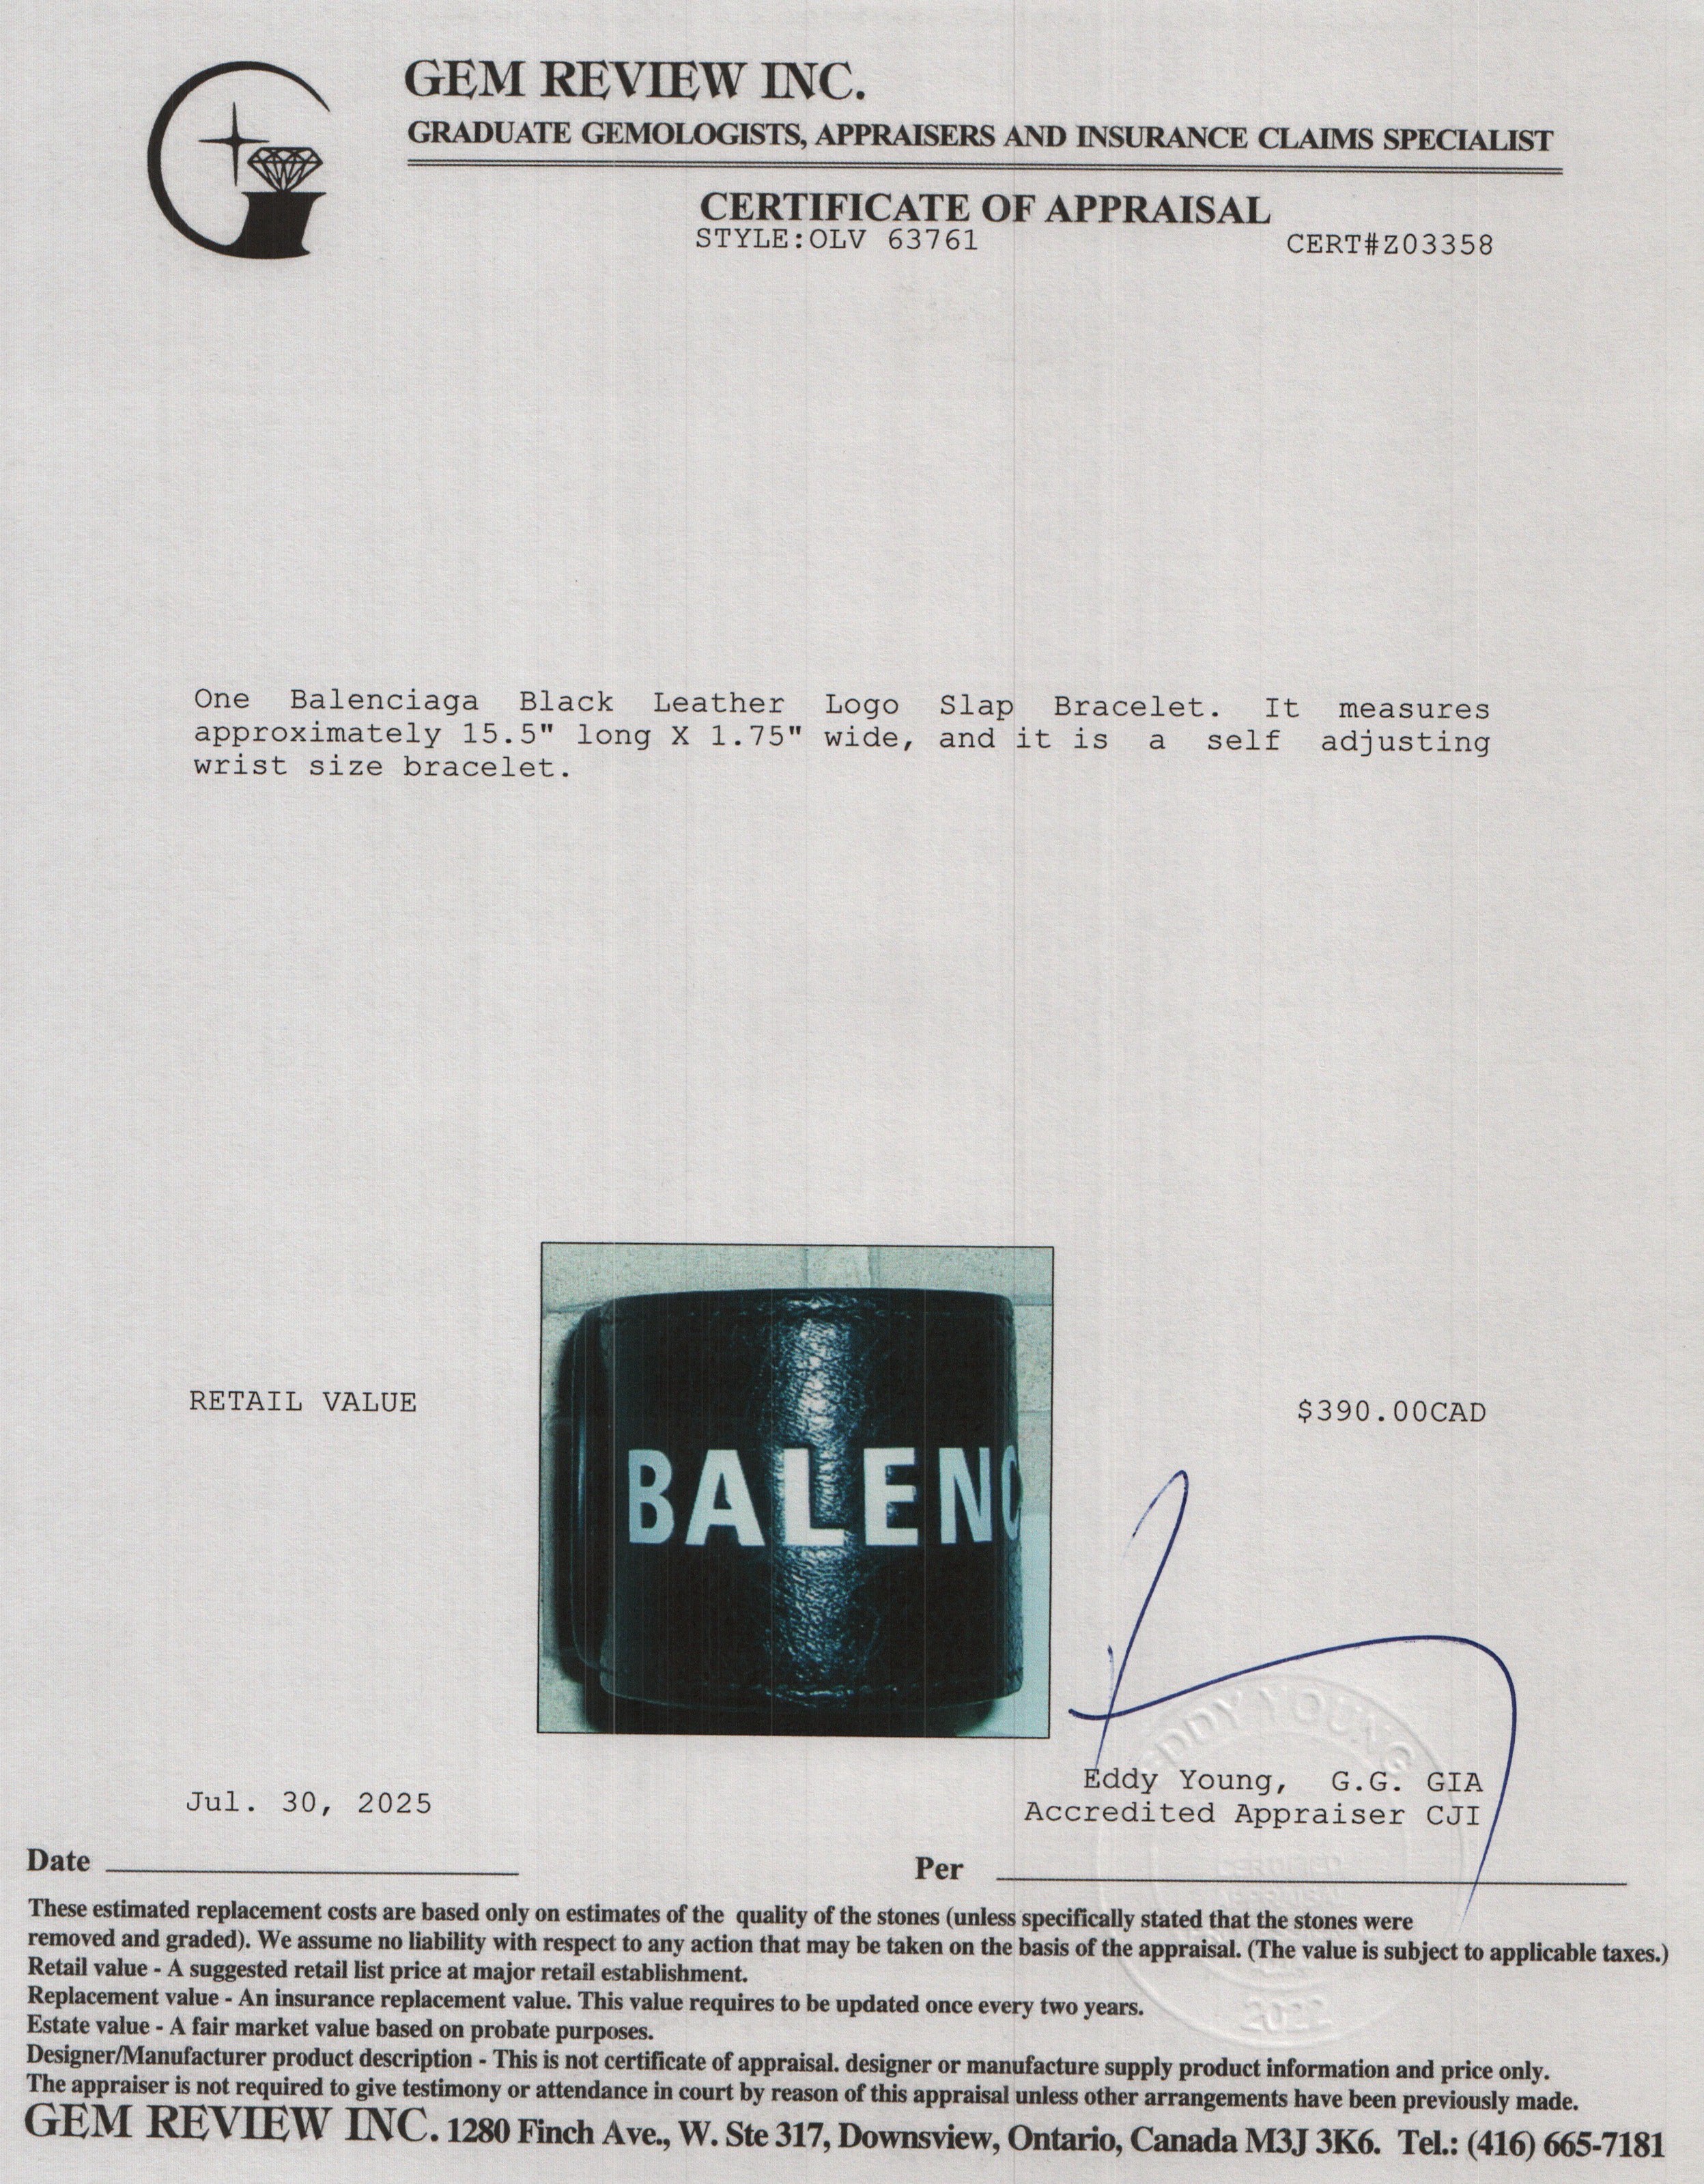 GEM REVIEW INC.
GRADUATE GEMOLOGISTS, APPRAISERS AND INSURANCE CLAIMS SPECIALIST
CERTIFICATE OF APPRAISAL
STYLE:OLV 63761
CERT#Z03358
One Balenciaga Black Leather Logo Slap Bracelet. It measures
approximately 15.5" long X 1.75" wide, and it is a self adjusting
wrist size bracelet.
BALENC
RETAIL VALUE
$390.00CAD
EDDY YOUNG
Eddy Young, G.G. GIA
Jul. 30, 2025
Accredited Appraiser CJI
Date
Per
CERTIFIED
APPRAISAL
2022
These estimated replacement costs are based only on estimates of the quality of the stones (unless specifically stated that the stones were
removed and graded). We assume no liability with respect to any action that may be taken on the basis of the appraisal. (The value is subject to applicable taxes.)
Retail value - A suggested retail list price at major retail establishment.
Replacement value - An insurance replacement value. This value requires to be updated once every two years.
Estate value - A fair market value based on probate purposes.
Designer/Manufacturer product description - This is not certificate of appraisal. designer or manufacture supply product information and price only.
The appraiser is not required to give testimony or attendance in court by reason of this appraisal unless other arrangements have been previously made.
GEM REVIEW INC. 1280 Finch Ave., W. Ste 317, Downsview, Ontario, Canada M3J 3K6. Tel.: (416) 665-7181